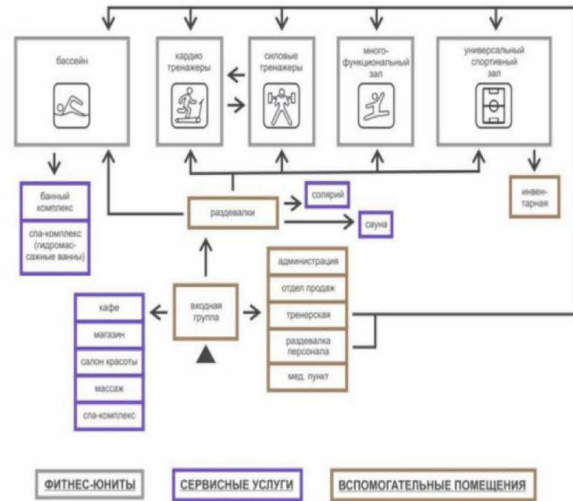 бассейн
кардио
тренажеры
силовые
тренажеры
много-
функциональный
зал
универсальный
спортивный
зал
банный
комплекс
спа-комплекс
(гидромас-
сажные ванны)
раздевалки
солярий
сауна
инвен-
тарная
кафе
магазин
салон красоты
массаж
спа-комплекс
входная
группа
администрация
отдел продаж
тренерская
раздевалка
персонала
мед. пункт
ФИТНЕС-ЮНИТЫ
СЕРВИСНЫЕ УСЛУГИ
ВСПОМОГАТЕЛЬНЫЕ ПОМЕЩЕНИЯ